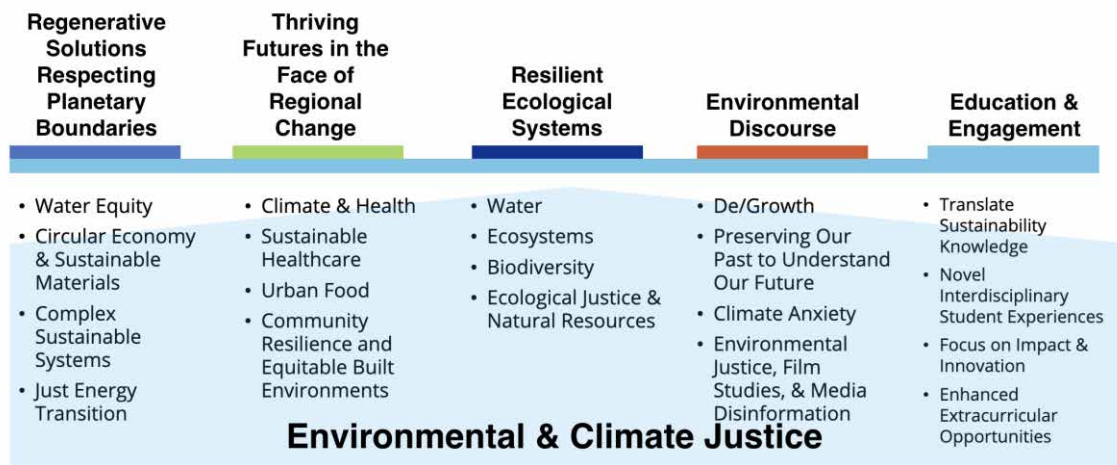 Regenerative
Solutions
Respecting
Planetary
Boundaries
Thriving
Futures in the
Face of
Regional
Change
Resilient
Ecological
Systems
Environmental
Discourse
Education &
Engagement
• Water Equity
• Circular Economy
& Sustainable
Materials
• Complex
Sustainable
Systems
• Just Energy
Transition
• Climate & Health
• Sustainable
Healthcare
• Urban Food
• Community
Resilience and
Equitable Built
Environments
• Water
• Ecosystems
• Biodiversity
• Ecological Justice &
Natural Resources
• De/Growth
• Preserving Our
Past to Understand
Our Future
• Climate Anxiety
• Environmental
Justice, Film
Studies, & Media
Disinformation
• Translate
Sustainability
Knowledge
• Novel
Interdisciplinary
Student Experiences
• Focus on Impact &
Innovation
• Enhanced
Extracurricular
Opportunities
Environmental & Climate Justice